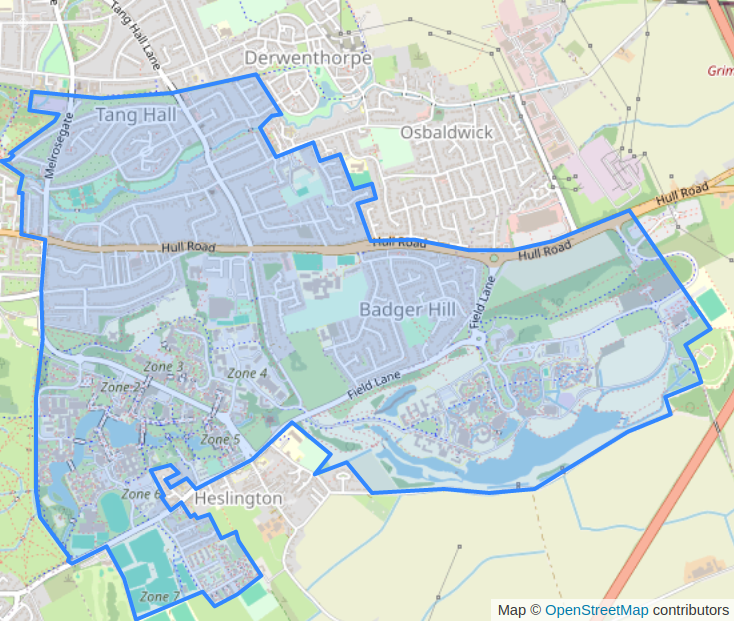 Tang Hall Lane
Derwenthorpe
Grim
Tang Hall
Osbaldwick
Melrosegate
Hull Road
Hull Road
Hull Road
Hull Road
Field Lane
Badger Hill
Zone 3
Zone 4
Zone 2
Field Lane
Zone 5
Zone 6
Heslington
Zone 7
Map © OpenStreetMap contributors